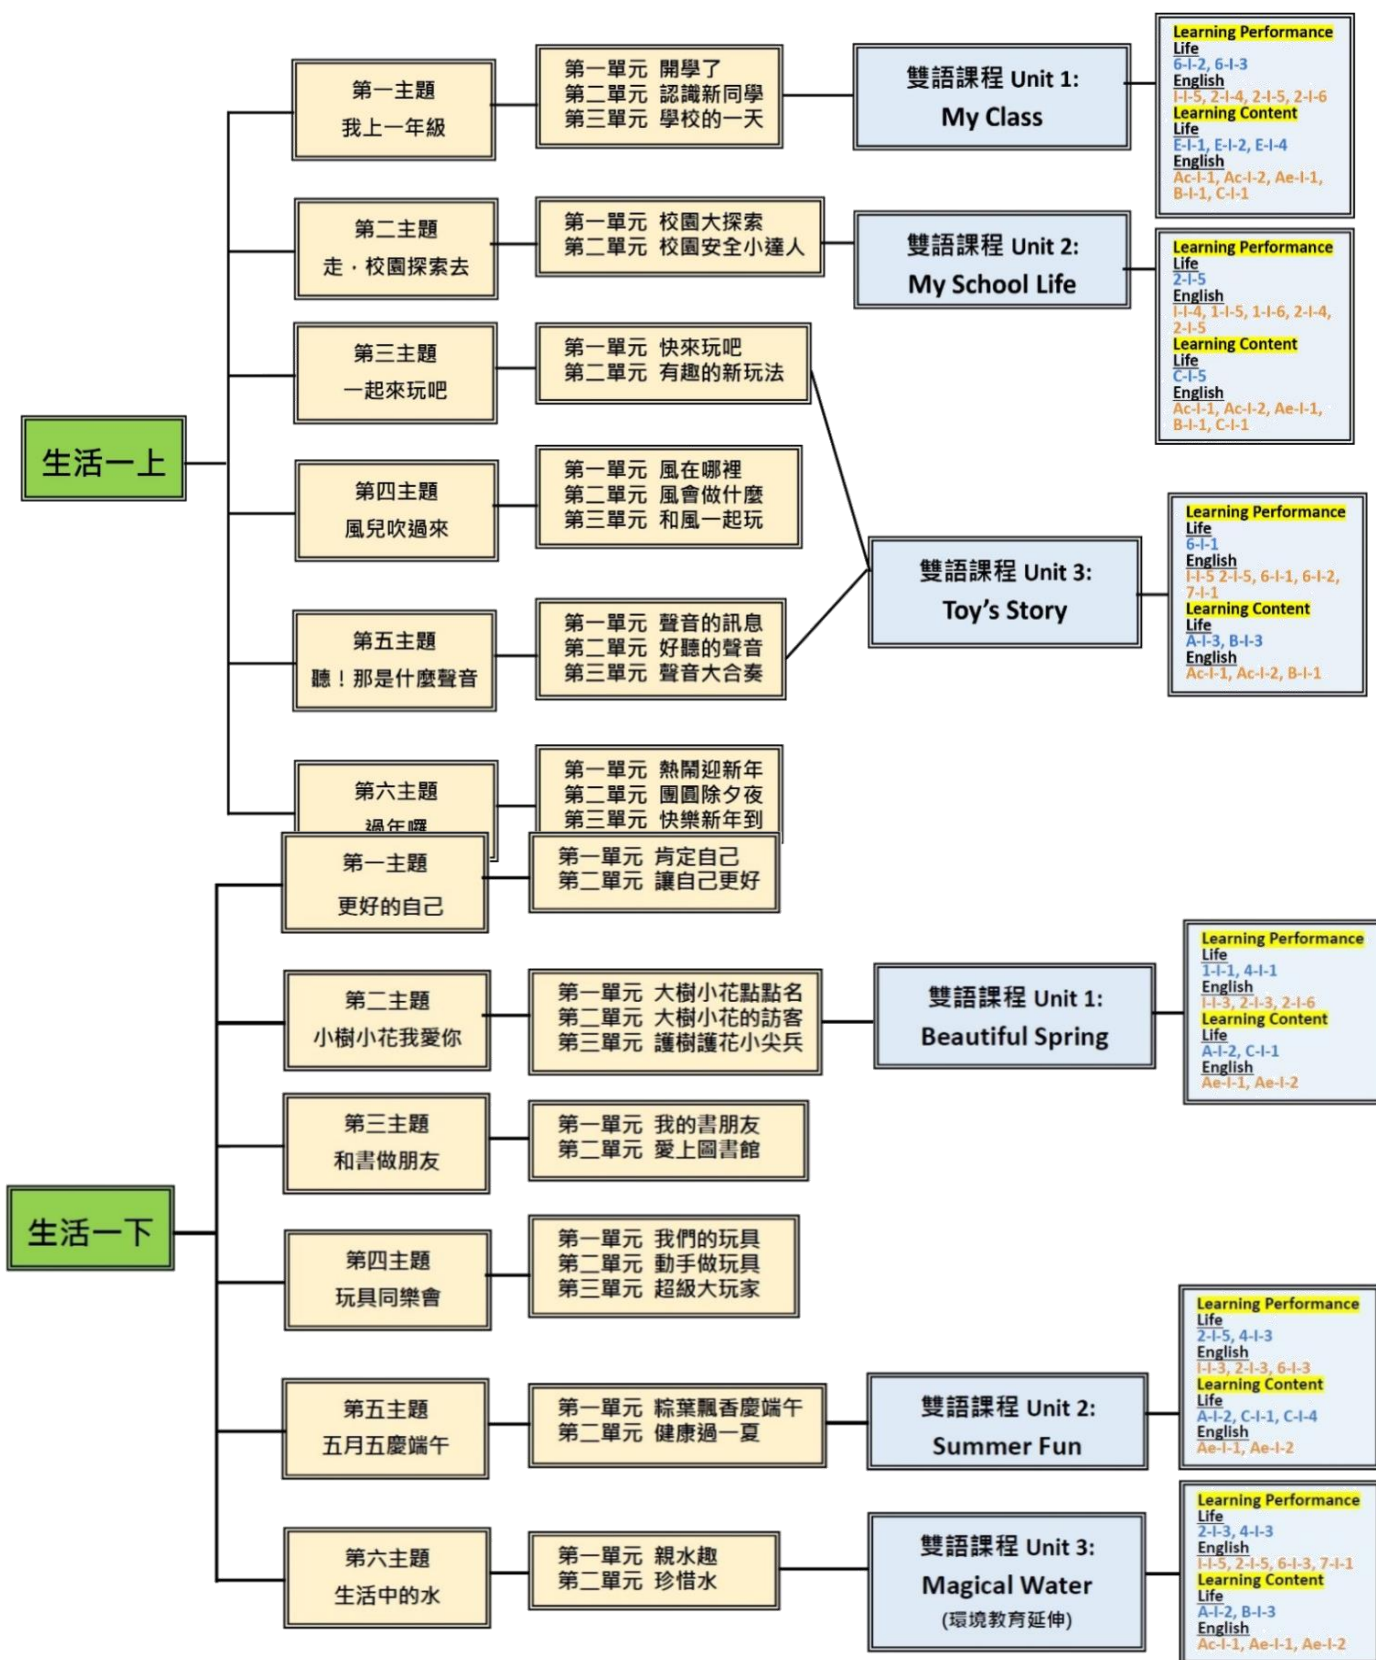 生活一上
第一主題
我上一年級
第一單元 開學了
第二單元 認識新同學
第三單元 學校的一天
雙語課程 Unit 1:
My Class
Learning Performance
Life
6-I-2, 6-I-3
English
I-I-5, 2-I-4, 2-I-5, 2-I-6
Learning Content
Life
E-I-1, E-I-2, E-I-4
English
Ac-I-1, Ac-I-2, Ae-I-1,
B-I-1, C-I-1
第二主題
走．校園探索去
第一單元 校園大探索
第二單元 校園安全小達人
雙語課程 Unit 2:
My School Life
Learning Performance
Life
2-I-5
English
I-I-4, 1-I-5, 1-I-6, 2-I-4,
2-I-5
Learning Content
Life
C-I-5
English
Ac-I-1, Ac-I-2, Ae-I-1,
B-I-1, C-I-1
第三主題
一起來玩吧
第一單元 快來玩吧
第二單元 有趣的新玩法
第四主題
風兒吹過來
第一單元 風在哪裡
第二單元 風會做什麼
第三單元 和風一起玩
雙語課程 Unit 3:
Toy’s Story
Learning Performance
Life
6-I-1
English
I-I-5 2-I-5, 6-I-1, 6-I-2,
7-I-1
Learning Content
Life
A-I-3, B-I-3
English
Ac-I-1, Ac-I-2, B-I-1
第五主題
聽！那是什麼聲音
第一單元 聲音的訊息
第二單元 好聽的聲音
第三單元 聲音大合奏
第六主題
過年囉
第一單元 熱鬧迎新年
第二單元 團圓除夕夜
第三單元 快樂新年到
生活一下
第一主題
更好的自己
第一單元 肯定自己
第二單元 讓自己更好
第二主題
小樹小花我愛你
第一單元 大樹小花點點名
第二單元 大樹小花的訪客
第三單元 護樹護花小尖兵
雙語課程 Unit 1:
Beautiful Spring
Learning Performance
Life
1-I-1, 4-I-1
English
I-I-3, 2-I-3, 2-I-6
Learning Content
Life
A-I-2, C-I-1
English
Ae-I-1, Ae-I-2
第三主題
和書做朋友
第一單元 我的書朋友
第二單元 愛上圖書館
第四主題
玩具同樂會
第一單元 我們的玩具
第二單元 動手做玩具
第三單元 超級大玩家
第五主題
五月五慶端午
第一單元 粽葉飄香慶端午
第二單元 健康過一夏
雙語課程 Unit 2:
Summer Fun
Learning Performance
Life
2-I-5, 4-I-3
English
I-I-3, 2-I-3, 6-I-3
Learning Content
Life
A-I-2, C-I-1, C-I-4
English
Ae-I-1, Ae-I-2
第六主題
生活中的水
第一單元 親水趣
第二單元 珍惜水
雙語課程 Unit 3:
Magical Water
(環境教育延伸)
Learning Performance
Life
2-I-3, 4-I-3
English
I-I-5, 2-I-5, 6-I-3, 7-I-1
Learning Content
Life
A-I-2, B-I-3
English
Ac-I-1, Ae-I-1, Ae-I-2